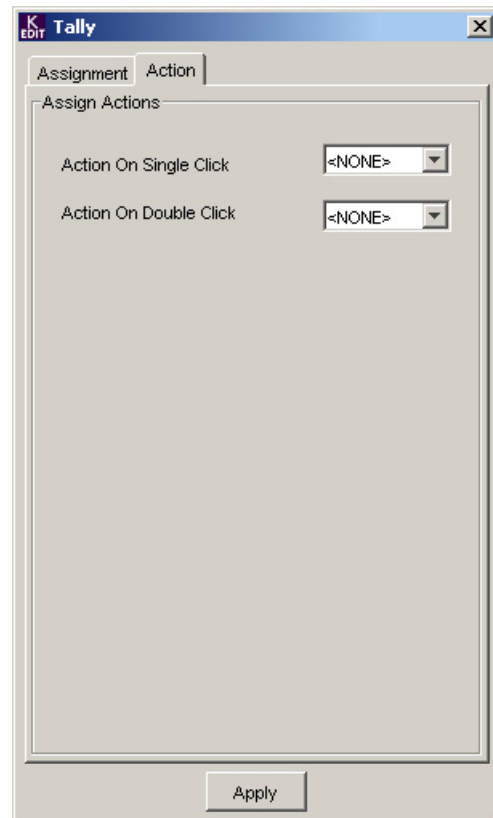 K EDIT Tally
Assignment Action
Assign Actions
Action On Single Click <NONE>
Action On Double Click <NONE>
Apply